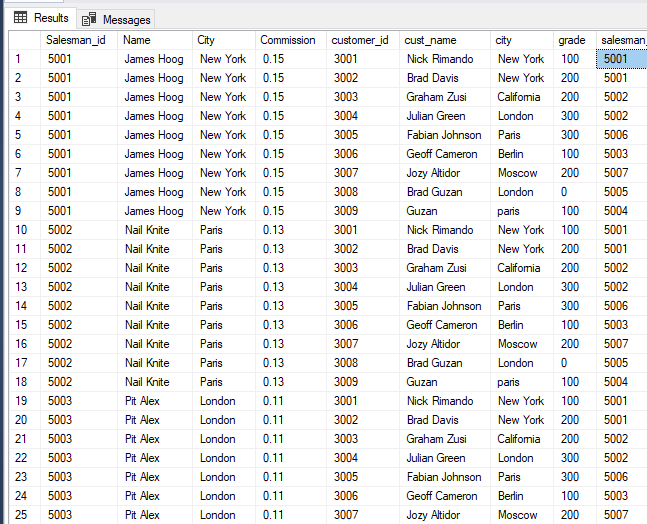 Results Messages
Salesman_id Name City Commission customer_id cust_name city grade salesman_
1 5001 James Hoog New York 0.15 3001 Nick Rimando New York 100 5001
2 5001 James Hoog New York 0.15 3002 Brad Davis New York 200 5001
3 5001 James Hoog New York 0.15 3003 Graham Zusi California 200 5002
4 5001 James Hoog New York 0.15 3004 Julian Green London 300 5002
5 5001 James Hoog New York 0.15 3005 Fabian Johnson Paris 300 5006
6 5001 James Hoog New York 0.15 3006 Geoff Cameron Berlin 100 5003
7 5001 James Hoog New York 0.15 3007 Jozy Altidor Moscow 200 5007
8 5001 James Hoog New York 0.15 3008 Brad Guzan London 0 5005
9 5001 James Hoog New York 0.15 3009 Guzan paris 100 5004
10 5002 Nail Knite Paris 0.13 3001 Nick Rimando New York 100 5001
11 5002 Nail Knite Paris 0.13 3002 Brad Davis New York 200 5001
12 5002 Nail Knite Paris 0.13 3003 Graham Zusi California 200 5002
13 5002 Nail Knite Paris 0.13 3004 Julian Green London 300 5002
14 5002 Nail Knite Paris 0.13 3005 Fabian Johnson Paris 300 5006
15 5002 Nail Knite Paris 0.13 3006 Geoff Cameron Berlin 100 5003
16 5002 Nail Knite Paris 0.13 3007 Jozy Altidor Moscow 200 5007
17 5002 Nail Knite Paris 0.13 3008 Brad Guzan London 0 5005
18 5002 Nail Knite Paris 0.13 3009 Guzan paris 100 5004
19 5003 Pit Alex London 0.11 3001 Nick Rimando New York 100 5001
20 5003 Pit Alex London 0.11 3002 Brad Davis New York 200 5001
21 5003 Pit Alex London 0.11 3003 Graham Zusi California 200 5002
22 5003 Pit Alex London 0.11 3004 Julian Green London 300 5002
23 5003 Pit Alex London 0.11 3005 Fabian Johnson Paris 300 5006
24 5003 Pit Alex London 0.11 3006 Geoff Cameron Berlin 100 5003
25 5003 Pit Alex London 0.11 3007 Jozy Altidor Moscow 200 5007